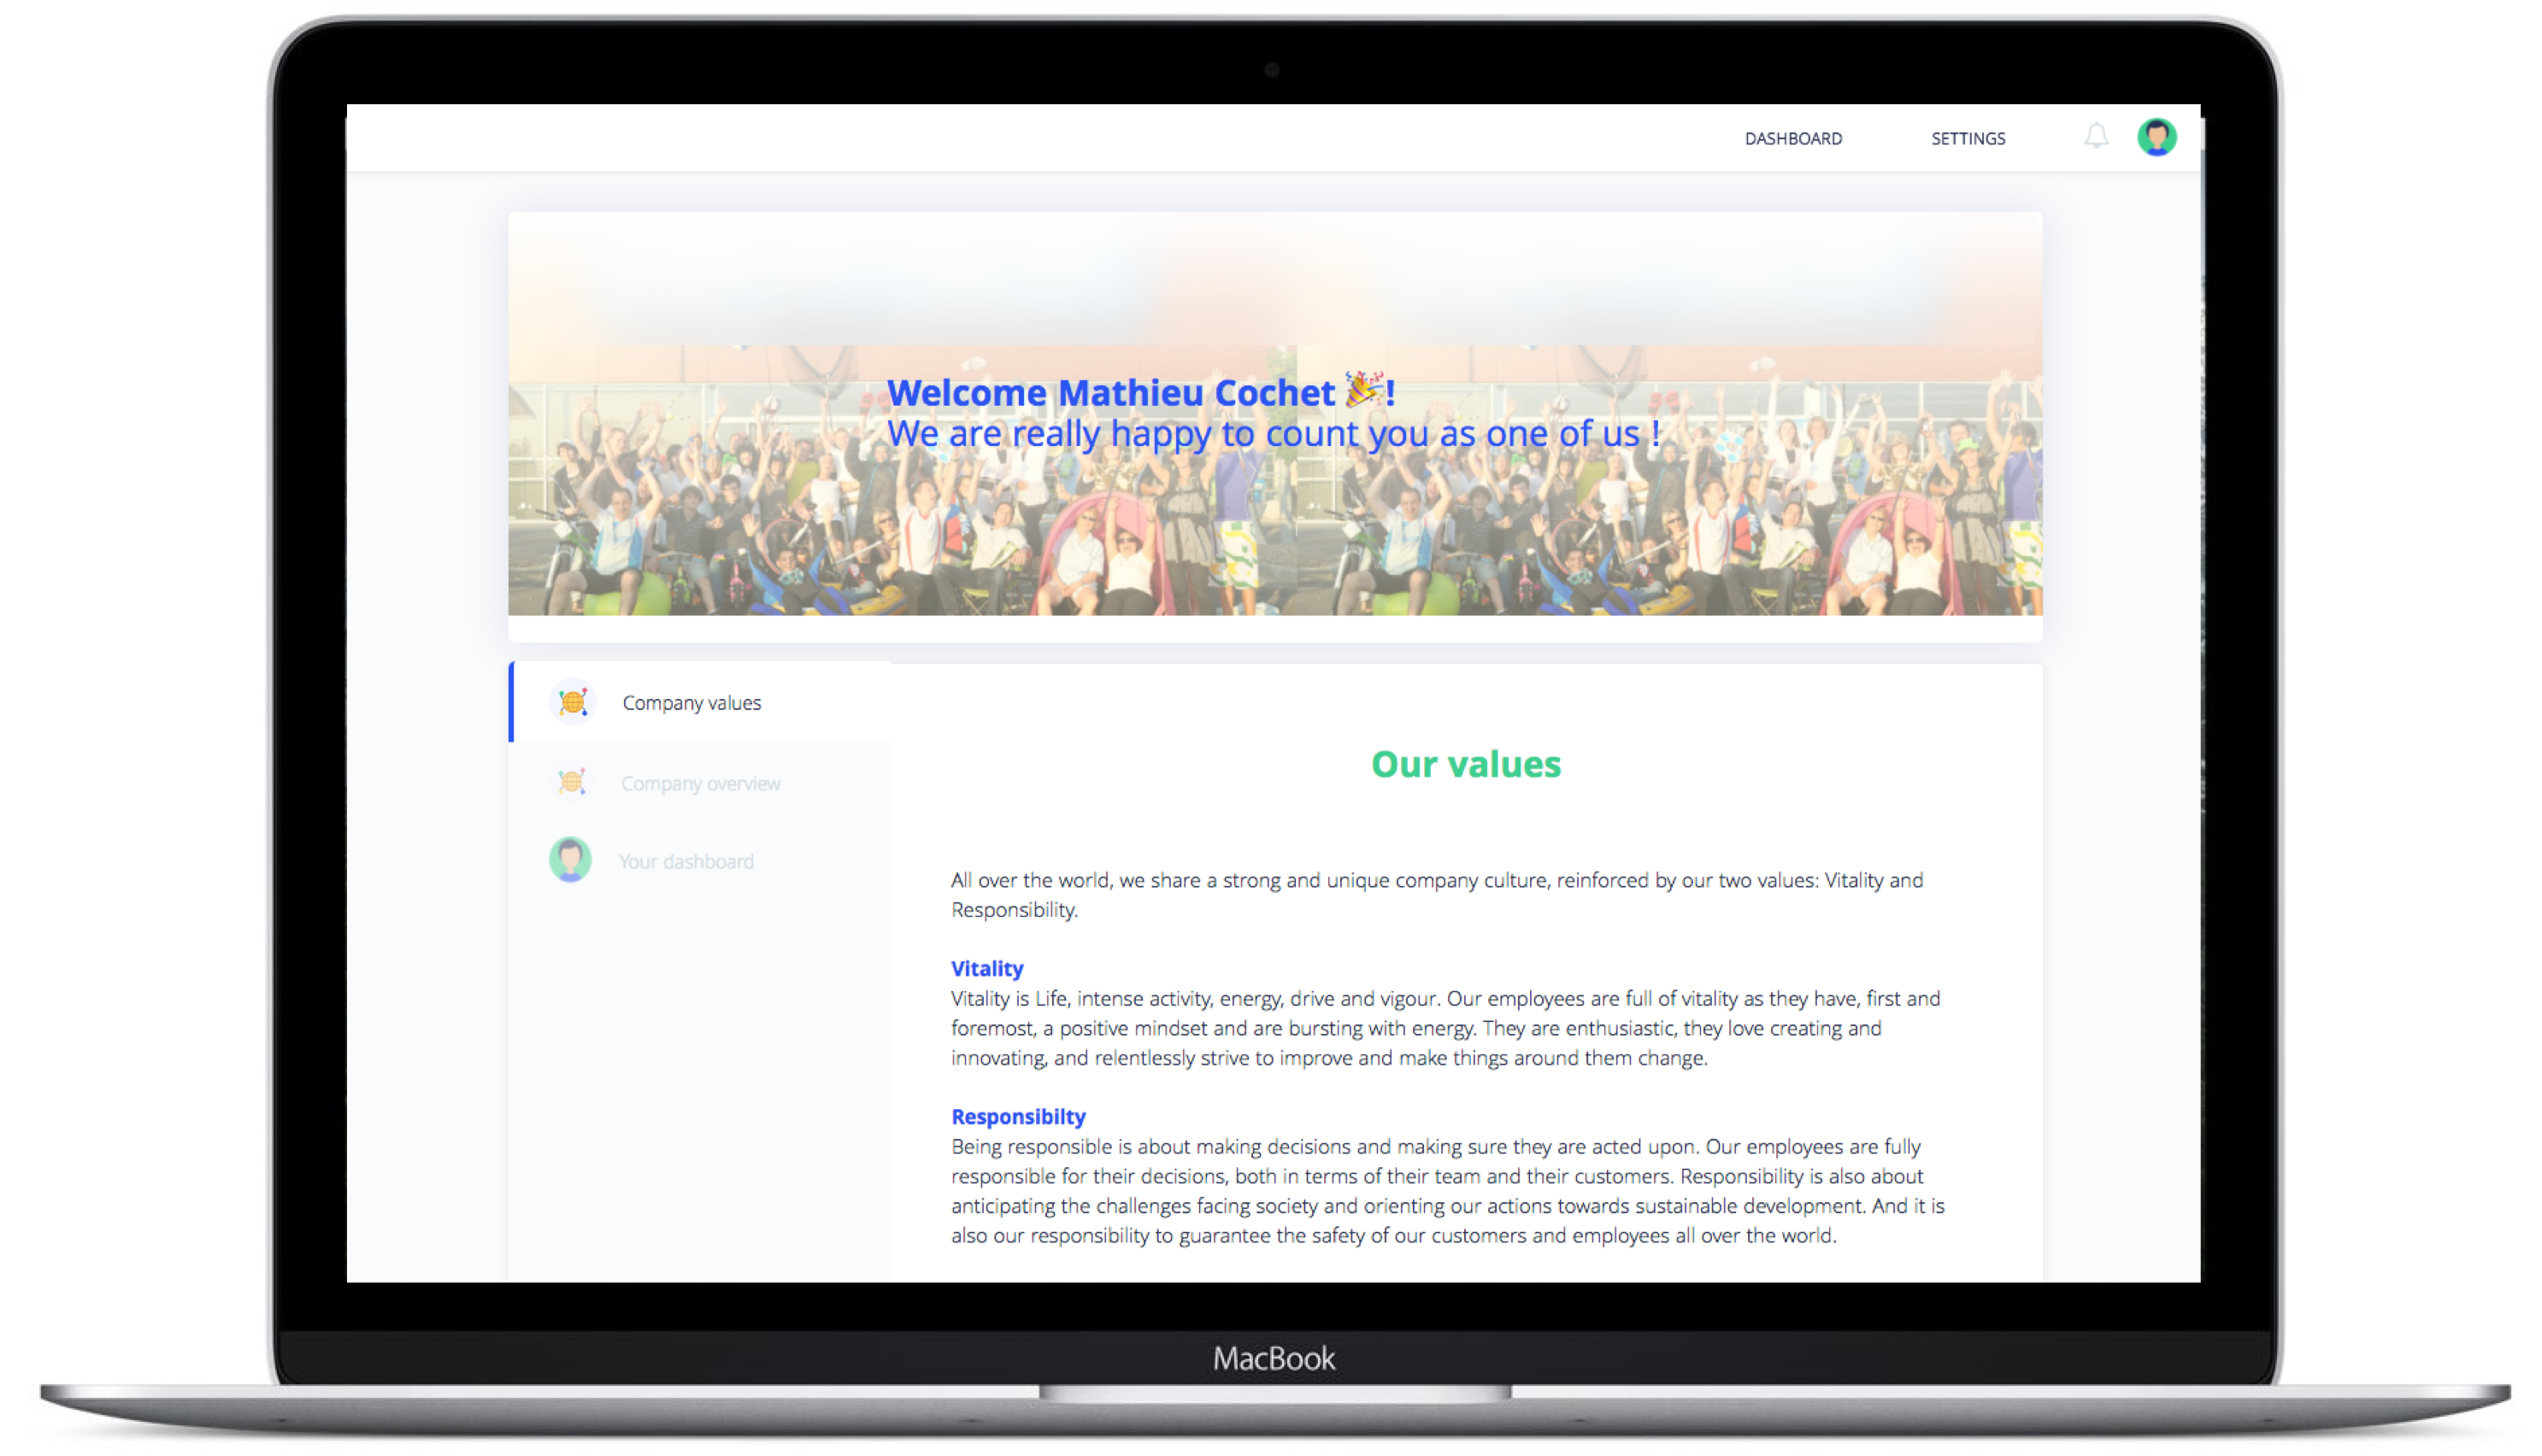 DASHBOARD
SETTINGS
Welcome Mathieu Cochet 🎉!
We are really happy to count you as one of us !
Company values
Company overview
Your dashboard
Our values
All over the world, we share a strong and unique company culture, reinforced by our two values: Vitality and
Responsibility.
Vitality
Vitality is Life, intense activity, energy, drive and vigour. Our employees are full of vitality as they have, first and
foremost, a positive mindset and are bursting with energy. They are enthusiastic, they love creating and
innovating, and relentlessly strive to improve and make things around them change.
Responsibilty
Being responsible is about making decisions and making sure they are acted upon. Our employees are fully
responsible for their decisions, both in terms of their team and their customers. Responsibility is also about
anticipating the challenges facing society and orienting our actions towards sustainable development. And it is
also our responsibility to guarantee the safety of our customers and employees all over the world.
MacBook